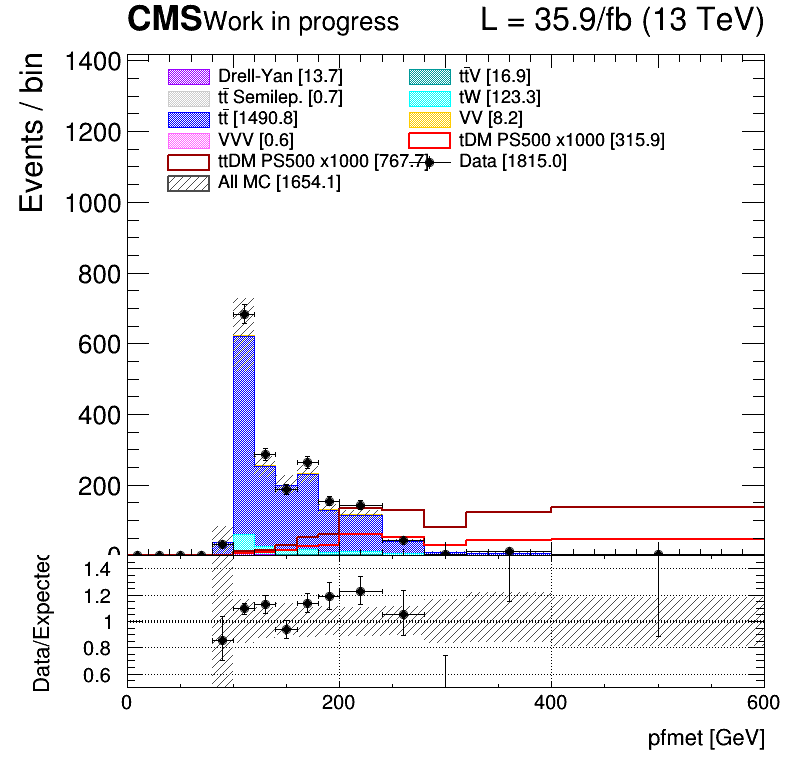 CMS Work in progress L = 35.9/fb (13 TeV)
Events / bin
1400
1200
1000
800
600
400
200
0
Drell-Yan [13.7]
tt̄V [16.9]
tt̄ Semilep. [0.7]
tW [123.3]
tt̄ [1490.8]
VV [8.2]
VVV [0.6]
tDM PS500 x1000 [315.9]
ttDM PS500 x1000 [767.7]
Data [1815.0]
All MC [1654.1]
Data/Expected
1.4
1.2
1
0.8
0.6
0 200 400 600
pfmet [GeV]